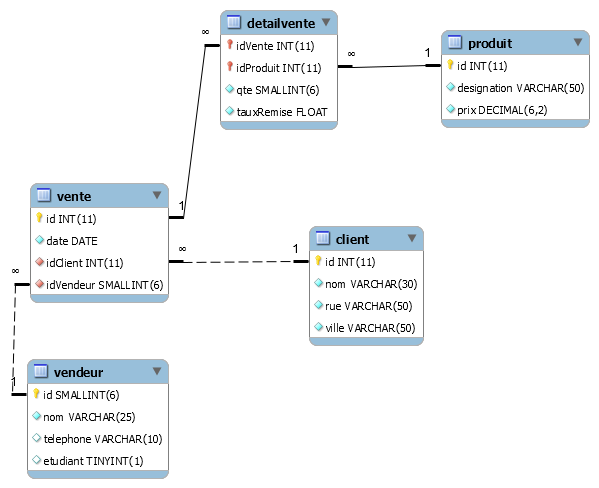 detailvente
idVente INT(11)
idProduit INT(11)
qte SMALLINT(6)
tauxRemise FLOAT
∞
∞
1
produit
id INT(11)
designation VARCHAR(50)
prix DECIMAL(6,2)
vente
id INT(11)
date DATE
idClient INT(11)
idVendeur SMALLINT(6)
1
∞
1
∞
1
client
id INT(11)
nom VARCHAR(30)
rue VARCHAR(50)
ville VARCHAR(50)
vendeur
id SMALLINT(6)
nom VARCHAR(25)
telephone VARCHAR(10)
etudiant TINYINT(1)